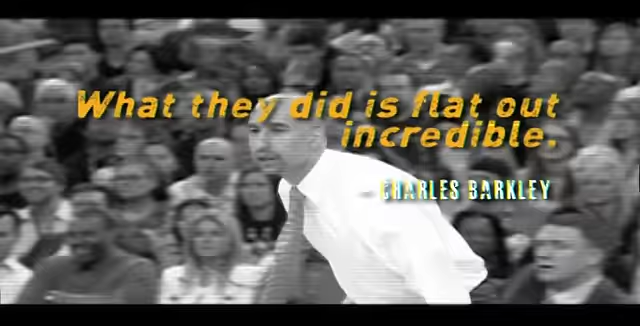 What they did is flat out
incredible.
- CHARLES BARKLEY